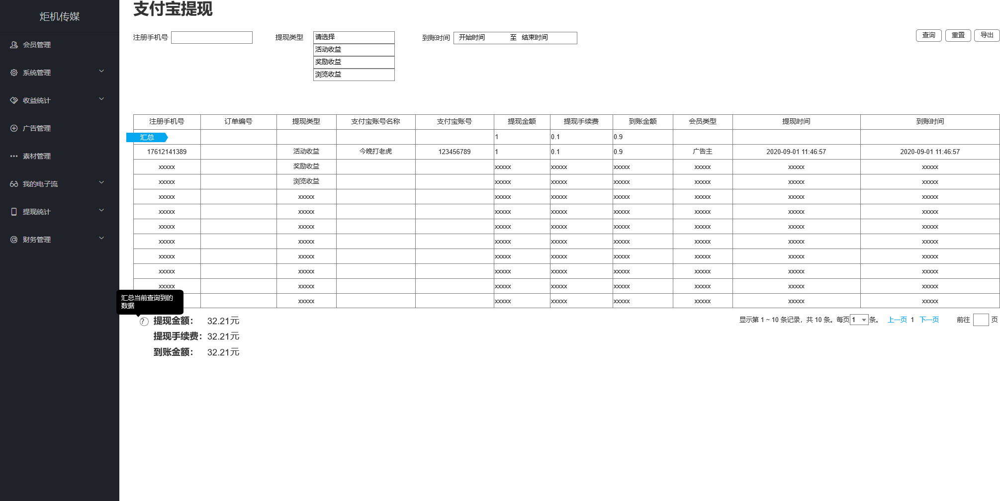 炬机传媒
会员管理
系统管理
收益统计
广告管理
素材管理
我的电子流
提现统计
财务管理
支付宝提现
注册手机号 提现类型 请选择 到账时间 开始时间 至 结束时间 查询 重置 导出
活动收益
奖励收益
浏览收益
注册手机号 订单编号 提现类型 支付宝账号名称 支付宝账号 提现金额 提现手续费 到账金额 会员类型 提现时间 到账时间
汇总 1 0.1 0.9
17612141389 活动收益 今晚打老虎 123456789 1 0.1 0.9 广告主 2020-09-01 11:46:57 2020-09-01 11:46:57
xxxxx 奖励收益 xxxxx xxxxx xxxxx xxxxx xxxxx xxxxx
xxxxx 浏览收益 xxxxx xxxxx xxxxx xxxxx xxxxx xxxxx
xxxxx xxxxx xxxxx xxxxx xxxxx xxxxx xxxxx xxxxx
xxxxx xxxxx xxxxx xxxxx xxxxx xxxxx xxxxx xxxxx
xxxxx xxxxx xxxxx xxxxx xxxxx xxxxx xxxxx xxxxx
xxxxx xxxxx xxxxx xxxxx xxxxx xxxxx xxxxx xxxxx
xxxxx xxxxx xxxxx xxxxx xxxxx xxxxx xxxxx xxxxx
xxxxx xxxxx xxxxx xxxxx xxxxx xxxxx xxxxx xxxxx
xxxxx xxxxx xxxxx xxxxx xxxxx xxxxx xxxxx xxxxx
xxxxx xxxxx xxxxx xxxxx xxxxx xxxxx xxxxx
汇总当前查询到的
数据
? 提现金额： 32.21元
提现手续费： 32.21元
到账金额： 32.21元
显示第 1 ~ 10 条记录，共 10 条。每页 1 条。 上一页 1 下一页 前往 页